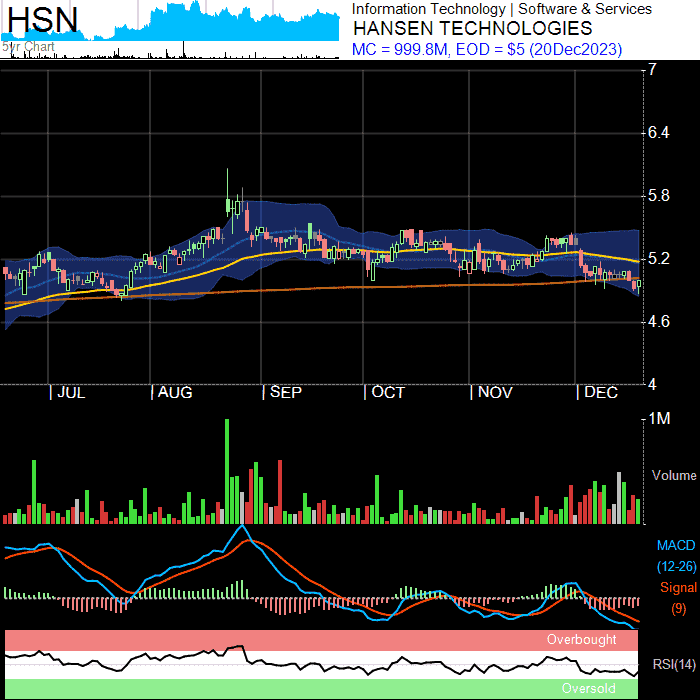 HSN
5yr Chart
Information Technology | Software & Services
HANSEN TECHNOLOGIES
MC = 999.8M, EOD = $5 (20Dec2023)
7
6.4
5.8
5.2
4.6
4
| JUL | AUG | SEP | OCT | NOV | DEC
1M
Volume
MACD
(12-26)
Signal
(9)
Overbought
RSI(14)
Oversold